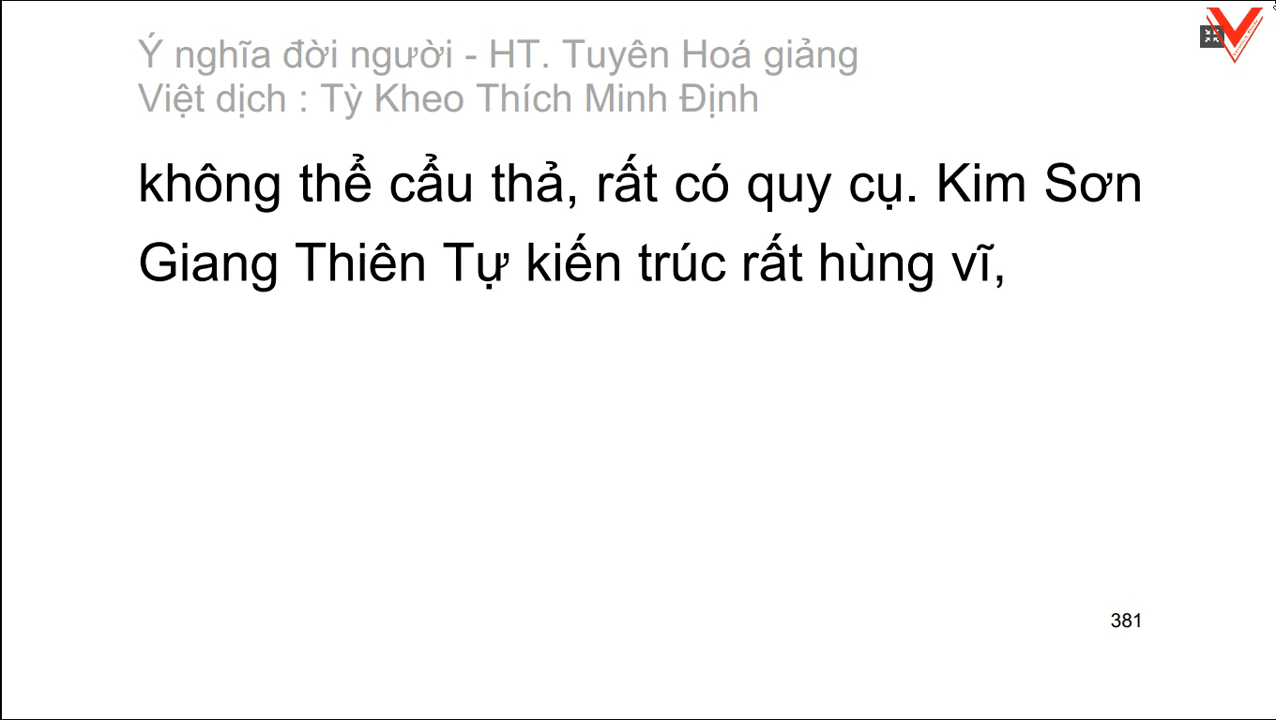 Ý nghĩa đời người - HT. Tuyên Hoá giảng
Việt dịch : Tỳ Kheo Thích Minh Định
không thể cẩu thả, rất có quy cụ. Kim Sơn
Giang Thiên Tự kiến trúc rất hùng vĩ,
381